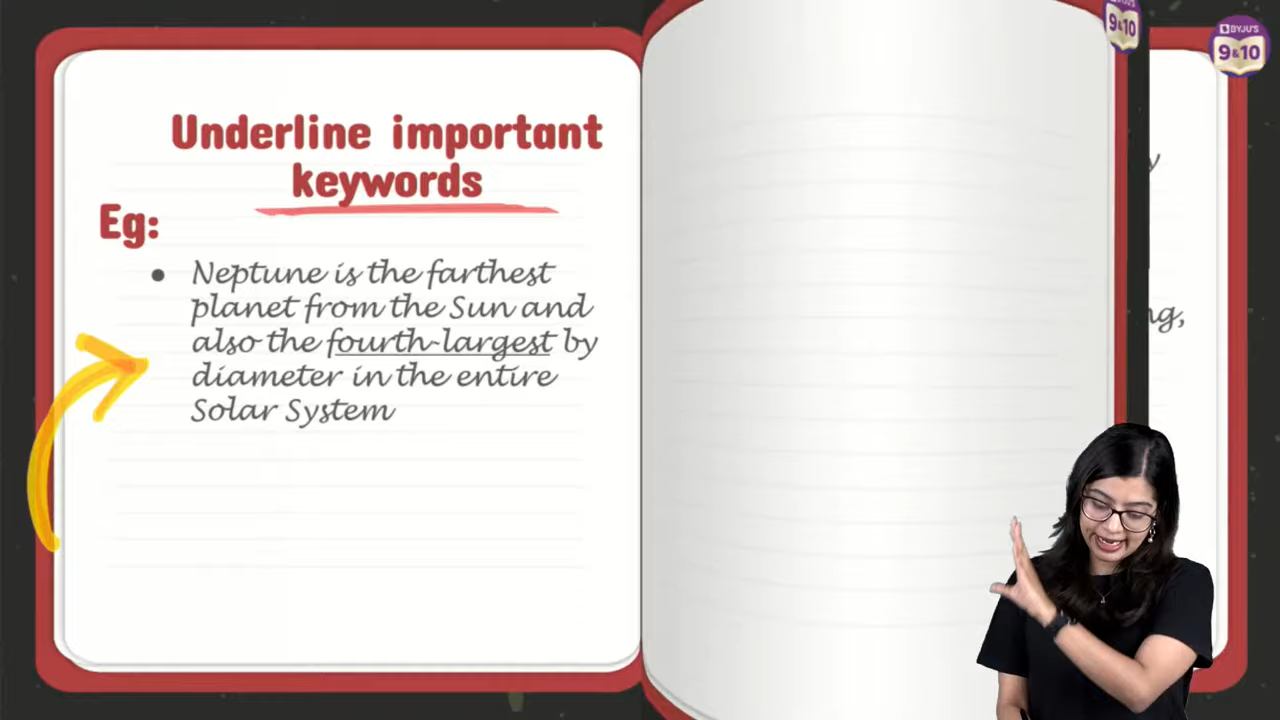 Underline important
keywords
Eg:
• Neptune is the farthest
planet from the Sun and
also the fourth-largest by
diameter in the entire
Solar System
9&10
BYJU'S
9&10
y
ng,